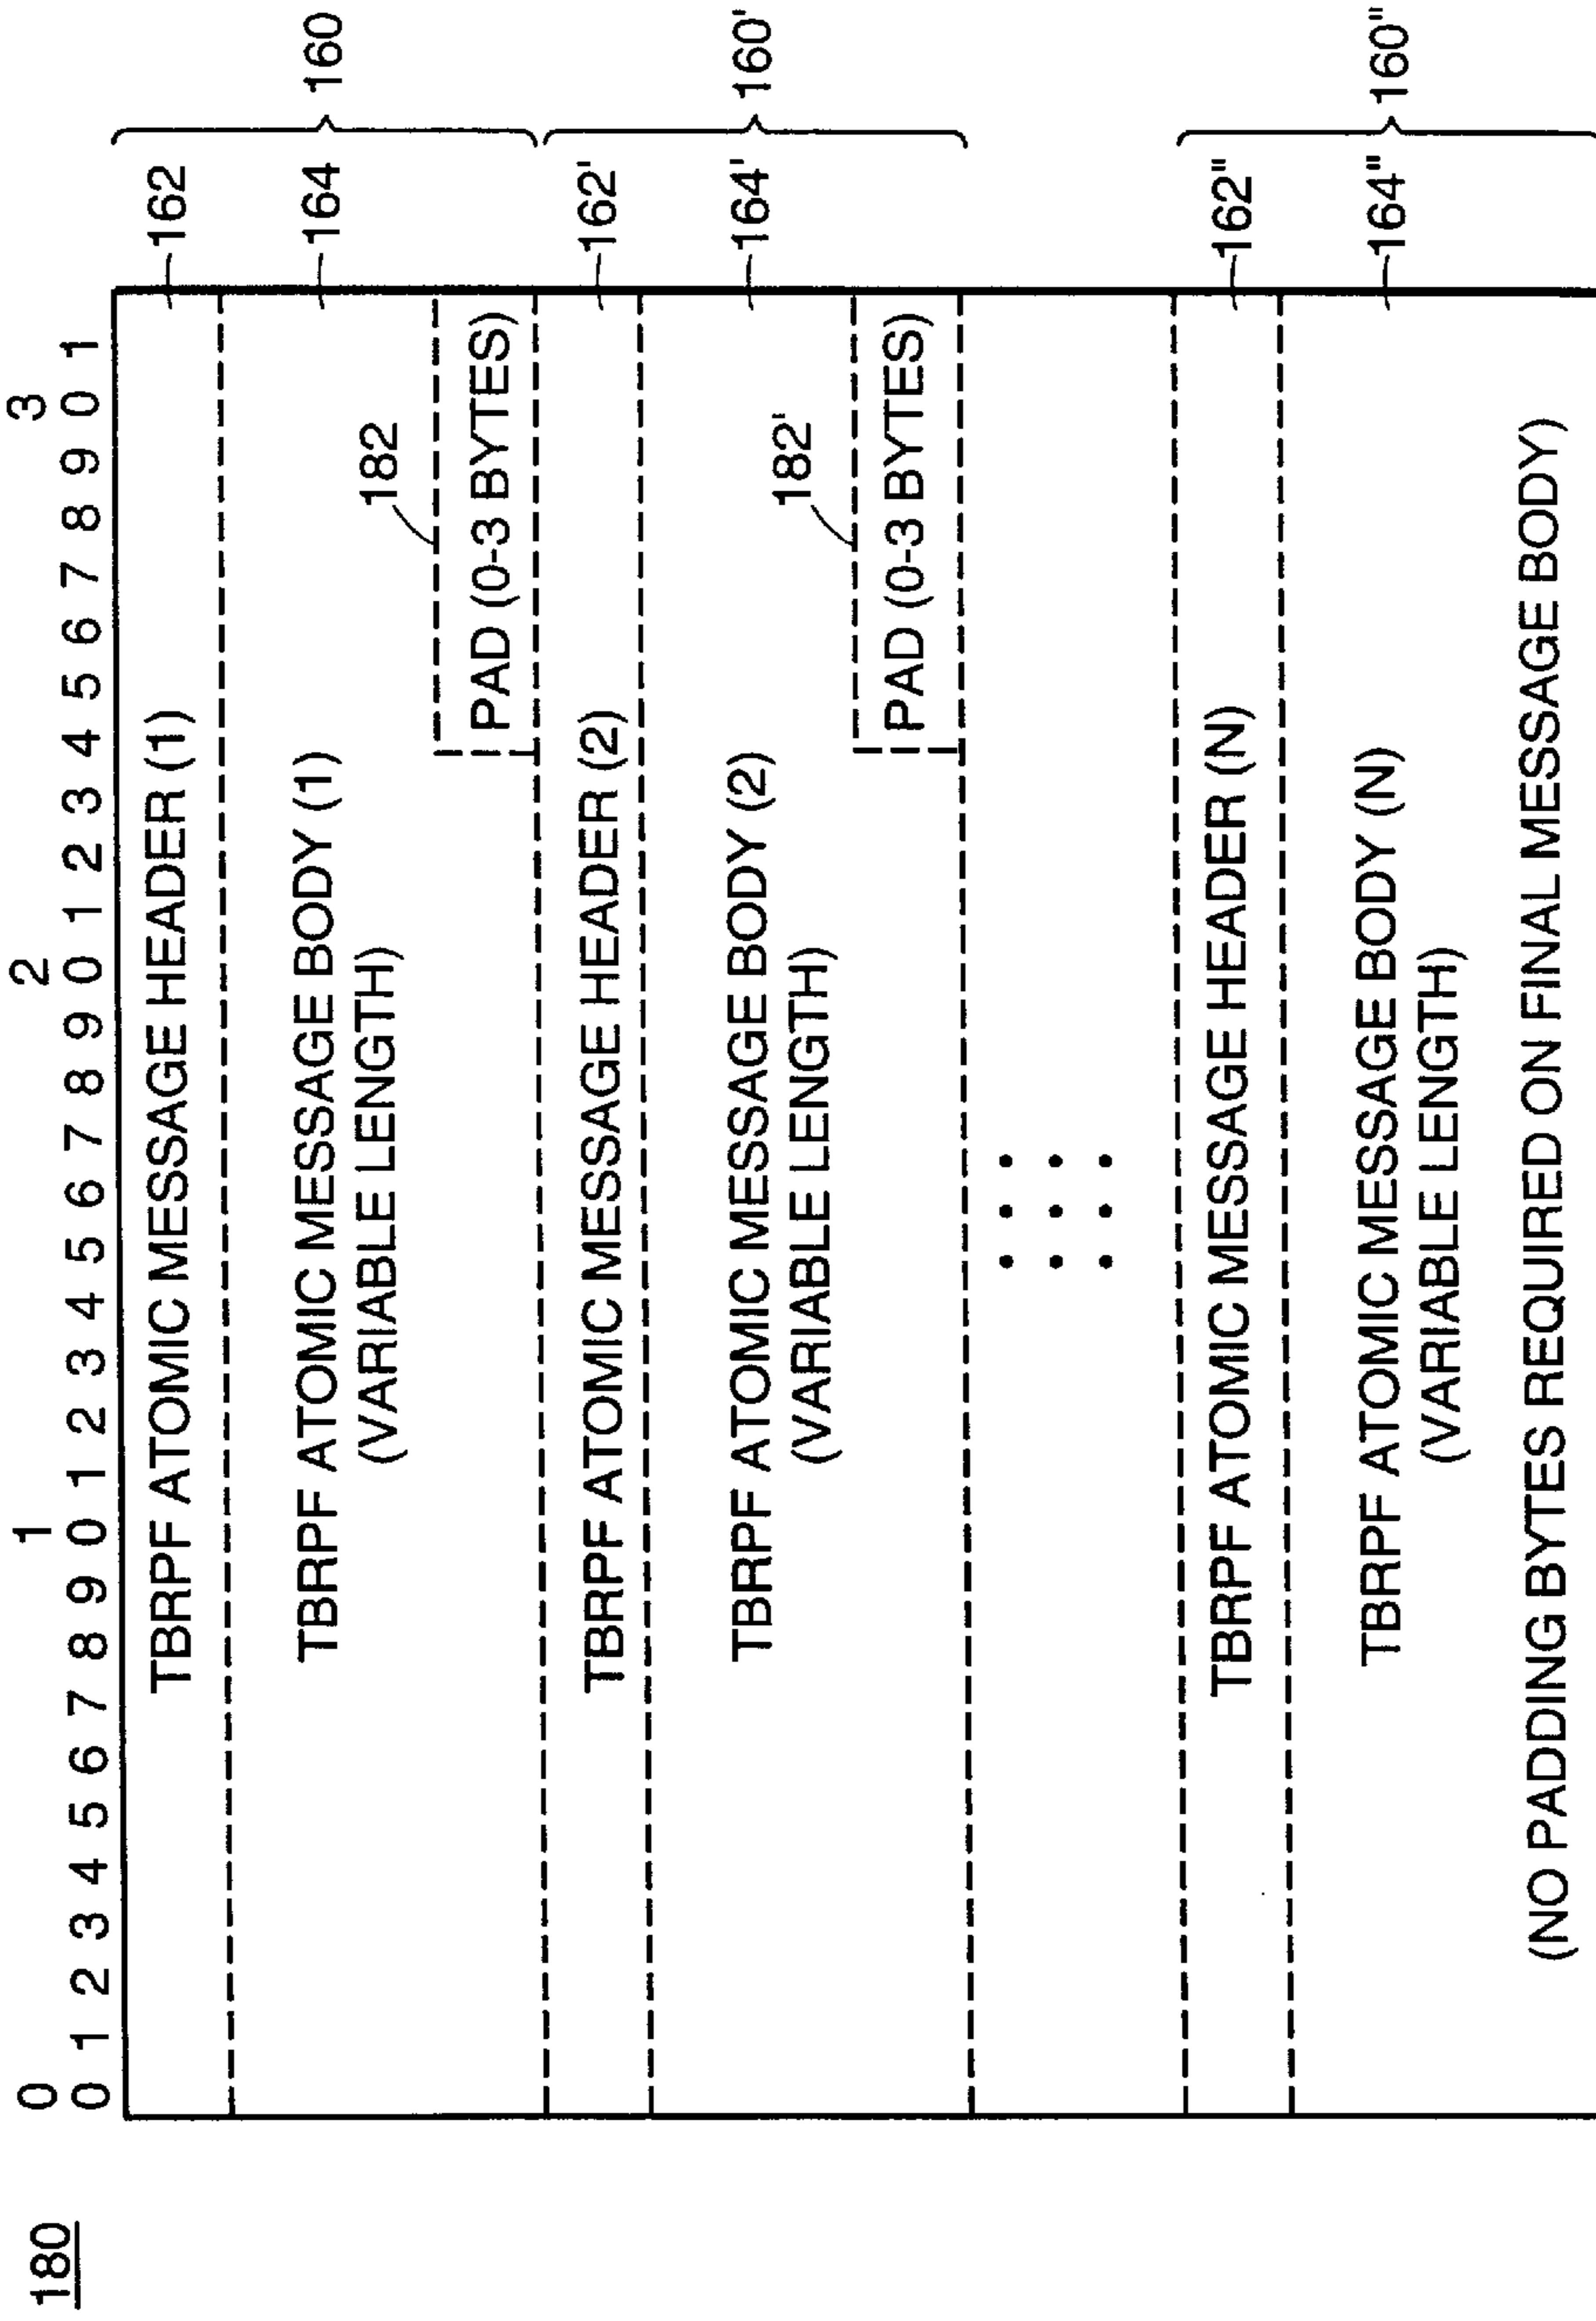 180
0 1 2 3
0 1 2 3 4 5 6 7 8 9 0 1 2 3 4 5 6 7 8 9 0 1 2 3 4 5 6 7 8 9 0 1
TBRPF ATOMIC MESSAGE HEADER (1) 162
TBRPF ATOMIC MESSAGE BODY (1) 164 160
(VARIABLE LENGTH) 182
PAD (0-3 BYTES)
TBRPF ATOMIC MESSAGE HEADER (2) 162'
TBRPF ATOMIC MESSAGE BODY (2) 164' 160'
(VARIABLE LENGTH) 182'
PAD (0-3 BYTES)
TBRPF ATOMIC MESSAGE HEADER (N) 162"
TBRPF ATOMIC MESSAGE BODY (N) 164" 160"
(VARIABLE LENGTH)
(NO PADDING BYTES REQUIRED ON FINAL MESSAGE BODY)